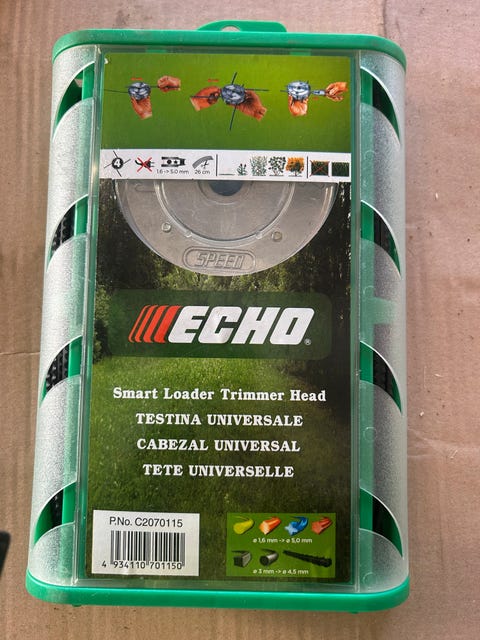 4
1.6 -> 5.0 mm
26 cm
SPEED
ECHO®
Smart Loader Trimmer Head
TESTINA UNIVERSALE
CABEZAL UNIVERSAL
TETE UNIVERSELLE
P.No. C2070115
4 934110 701150
ø 1,6 mm -> ø 5,0 mm
ø 3 mm -> ø 4,5 mm